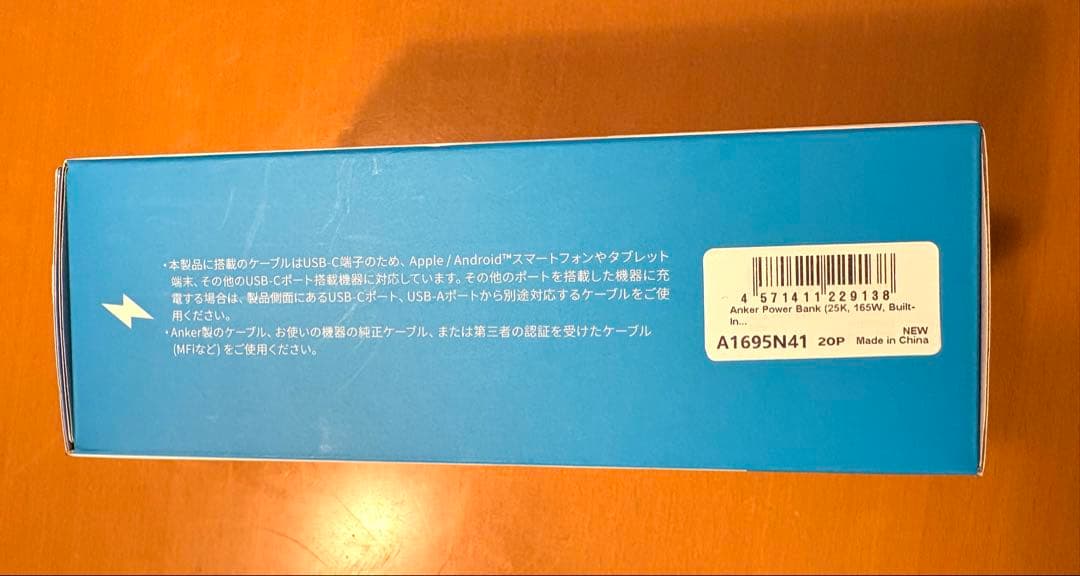 ・本製品に搭載のケーブルはUSB-C端子のため、Apple / Android™スマートフォンやタブレット
端末、その他のUSB-Cポート搭載機器に対応しています。その他のポートを搭載した機器に充
電する場合は、製品側面にあるUSB-Cポート、USB-Aポートから別途対応するケーブルをご使
用ください。
・Anker製のケーブル、お使いの機器の純正ケーブル、または第三者の認証を受けたケーブル
(MFiなど)をご使用ください。
4 571411 229138
Anker Power Bank (25K, 165W, Built-
In...
NEW
A1695N41 20P Made in China